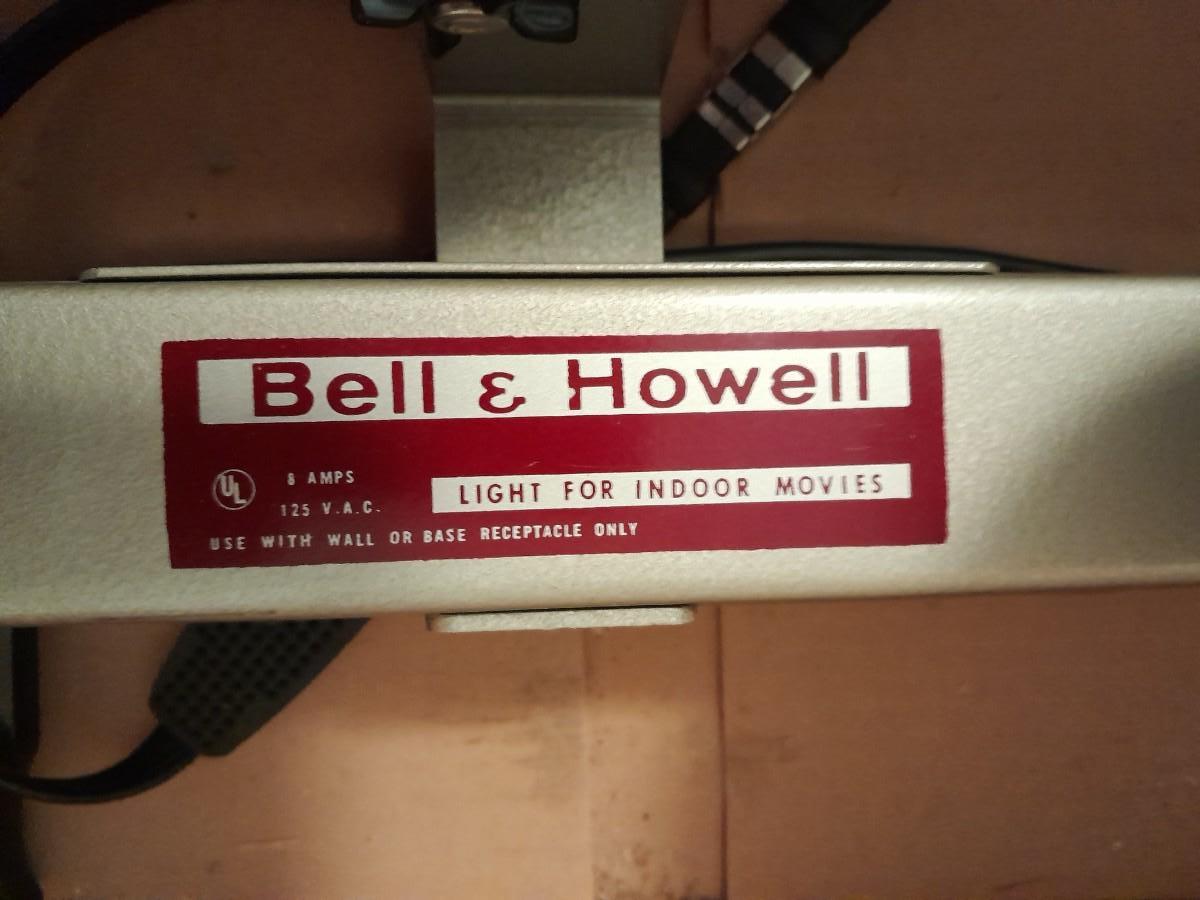 Bell & Howell
UL
8 AMPS
125 V.A.C.
LIGHT FOR INDOOR MOVIES
USE WITH WALL OR BASE RECEPTACLE ONLY